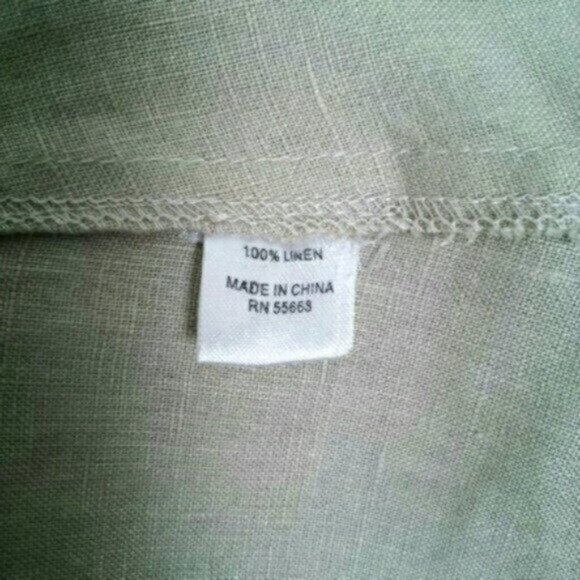 100% LINEN
MADE IN CHINA
RN 55663